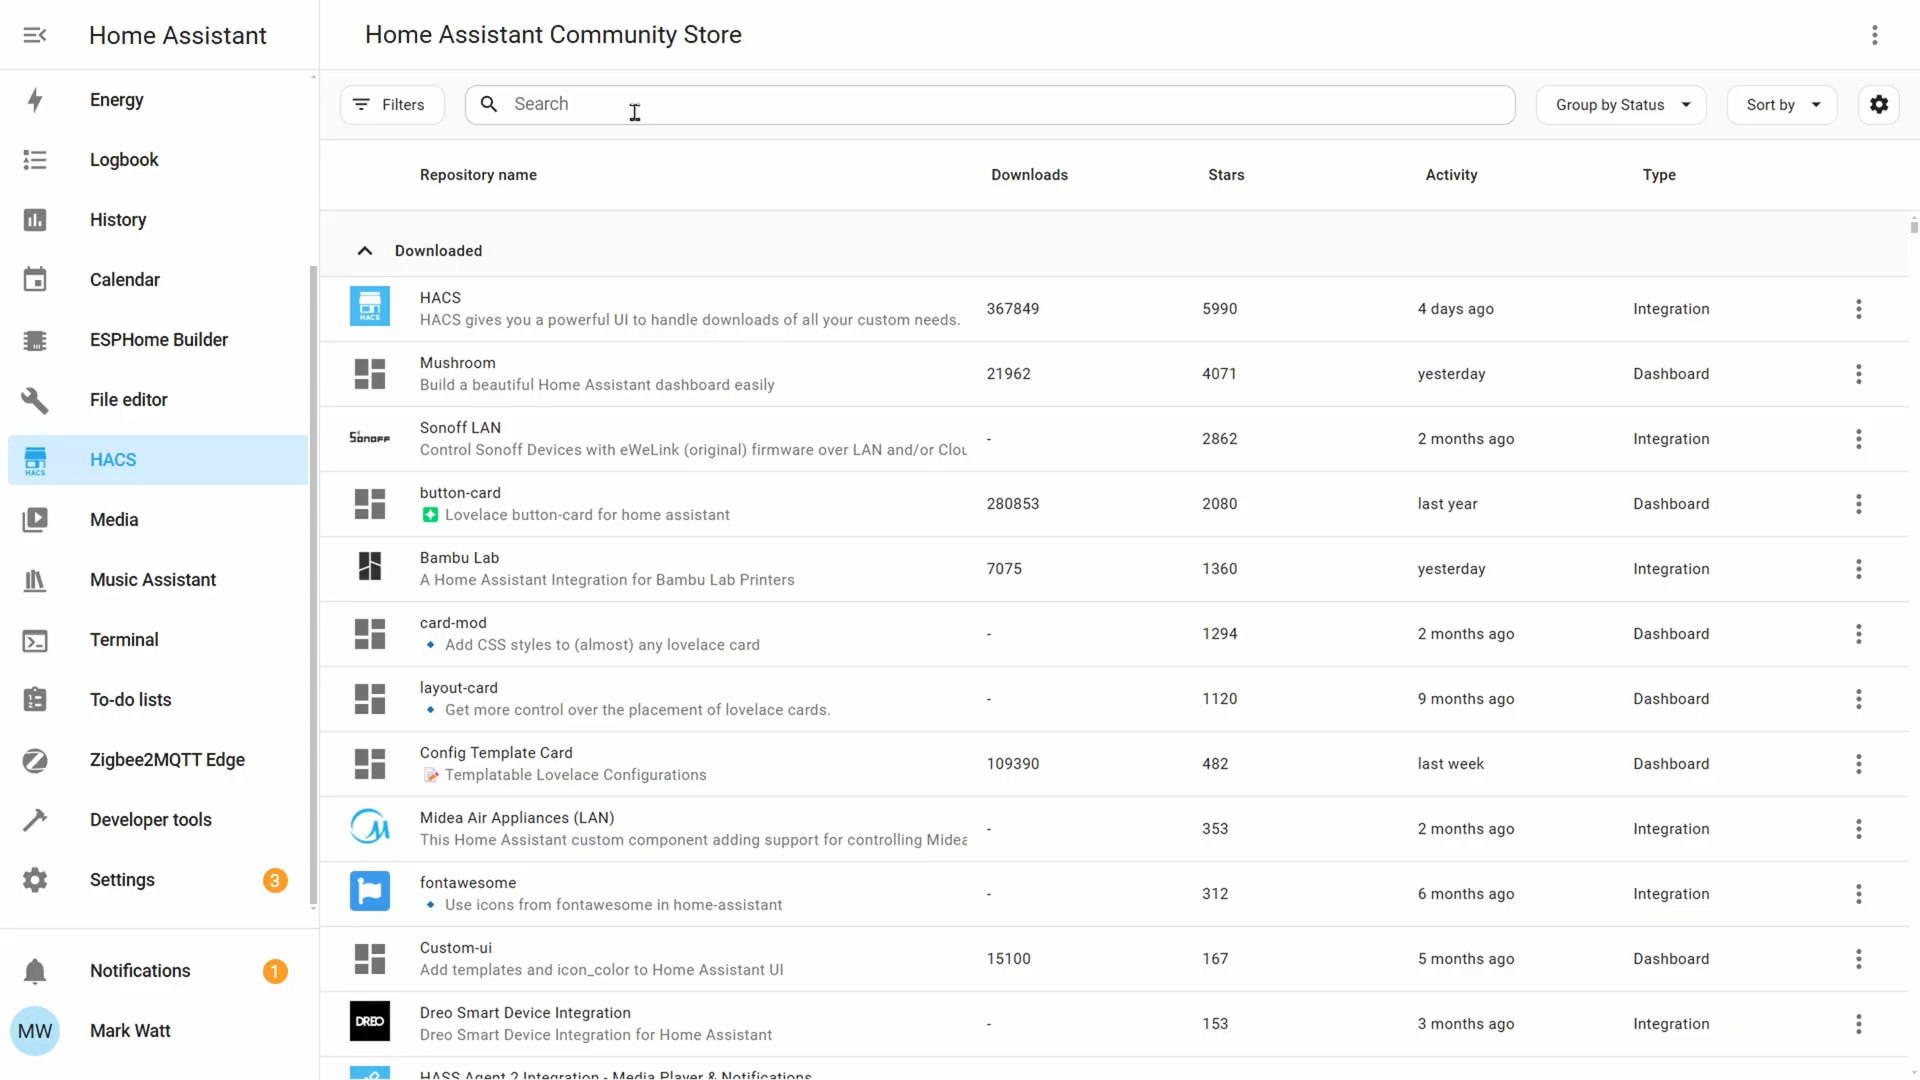 Home Assistant
Home Assistant Community Store
Filters
Search
Group by Status
Sort by
Repository name
Downloads
Stars
Activity
Type
Energy
Logbook
History
Calendar
ESPHome Builder
File editor
HACS
HACS
Media
Music Assistant
Terminal
To-do lists
Zigbee2MQTT Edge
Developer tools
Settings
3
Notifications
1
MW
Mark Watt
Downloaded
HACS
HACS
HACS gives you a powerful UI to handle downloads of all your custom needs.
367849
5990
4 days ago
Integration
Mushroom
Build a beautiful Home Assistant dashboard easily
21962
4071
yesterday
Dashboard
SONOFF
Sonoff LAN
Control Sonoff Devices with eWeLink (original) firmware over LAN and/or Clou
-
2862
2 months ago
Integration
button-card
Lovelace button-card for home assistant
280853
2080
last year
Dashboard
Bambu Lab
A Home Assistant Integration for Bambu Lab Printers
7075
1360
yesterday
Integration
card-mod
🔹 Add CSS styles to (almost) any lovelace card
-
1294
2 months ago
Dashboard
layout-card
🔹 Get more control over the placement of lovelace cards.
-
1120
9 months ago
Dashboard
Config Template Card
📝 Templatable Lovelace Configurations
109390
482
last week
Dashboard
Midea Air Appliances (LAN)
This Home Assistant custom component adding support for controlling Midea
-
353
2 months ago
Integration
fontawesome
🔹 Use icons from fontawesome in home-assistant
-
312
6 months ago
Integration
Custom-ui
Add templates and icon_color to Home Assistant UI
15100
167
5 months ago
Dashboard
DREO
Dreo Smart Device Integration
Dreo Smart Device Integration for Home Assistant
-
153
3 months ago
Integration
HASS.Agent 2 Integration - Media Player & Notifications